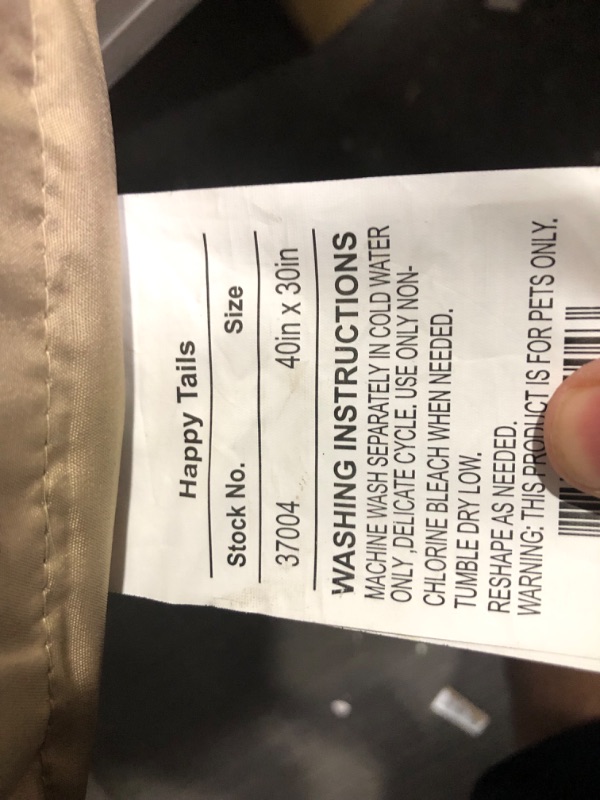 Happy Tails
Stock No. Size
37004 40in x 30in
WASHING INSTRUCTIONS
MACHINE WASH SEPARATELY IN COLD WATER
ONLY ,DELICATE CYCLE. USE ONLY NON-
CHLORINE BLEACH WHEN NEEDED.
TUMBLE DRY LOW.
RESHAPE AS NEEDED.
WARNING: THIS PRODUCT IS FOR PETS ONLY.